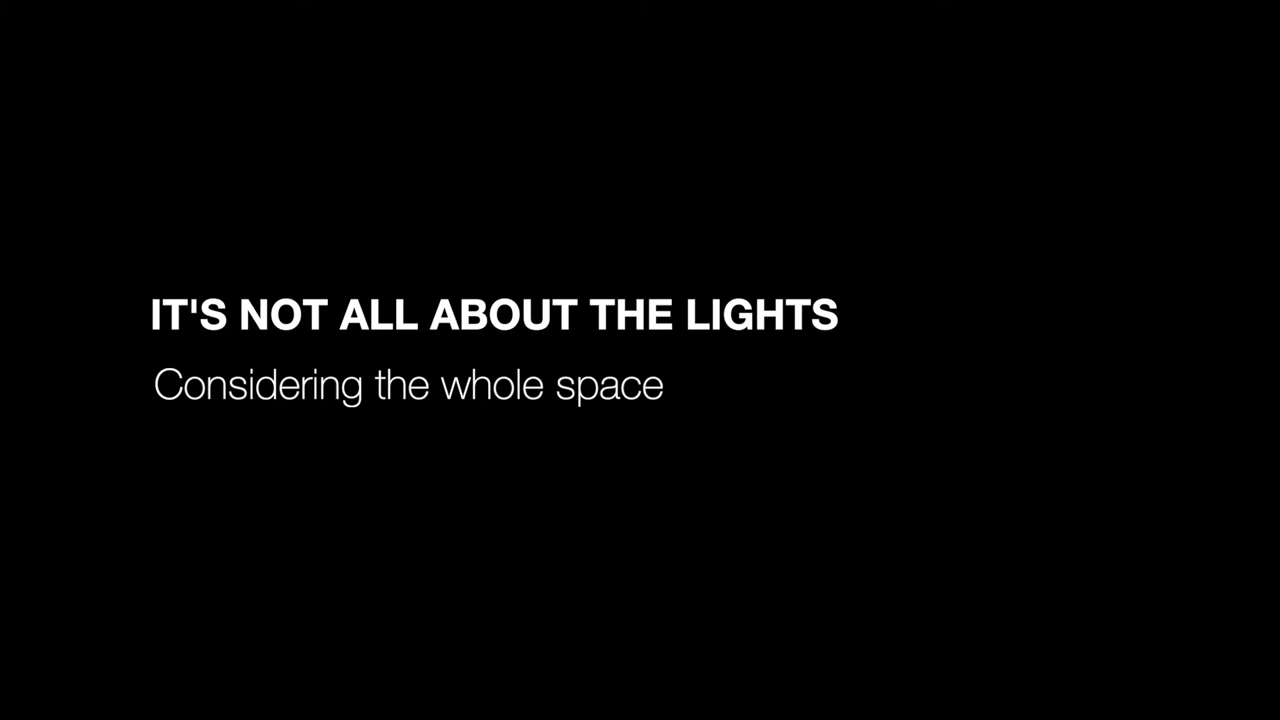 IT'S NOT ALL ABOUT THE LIGHTS
Considering the whole space